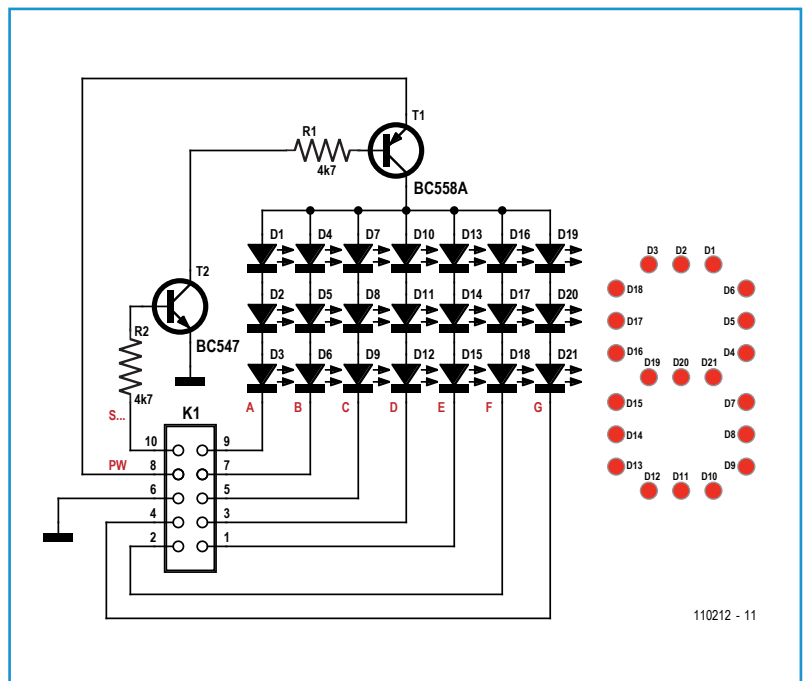 T1
R1
4k7
BC558A
D1 D4 D7 D10 D13 D16 D19
T2
D2 D5 D8 D11 D14 D17 D20
R2
BC547
D3 D6 D9 D12 D15 D18 D21
4k7
A B C D E F G
S...
K1
10 9
PW
8 7
6 5
4 3
2 1
D3 D2 D1
D18 D6
D17 D5
D16 D4
D19 D20 D21
D15 D7
D14 D8
D13 D9
D12 D11 D10
110212 - 11